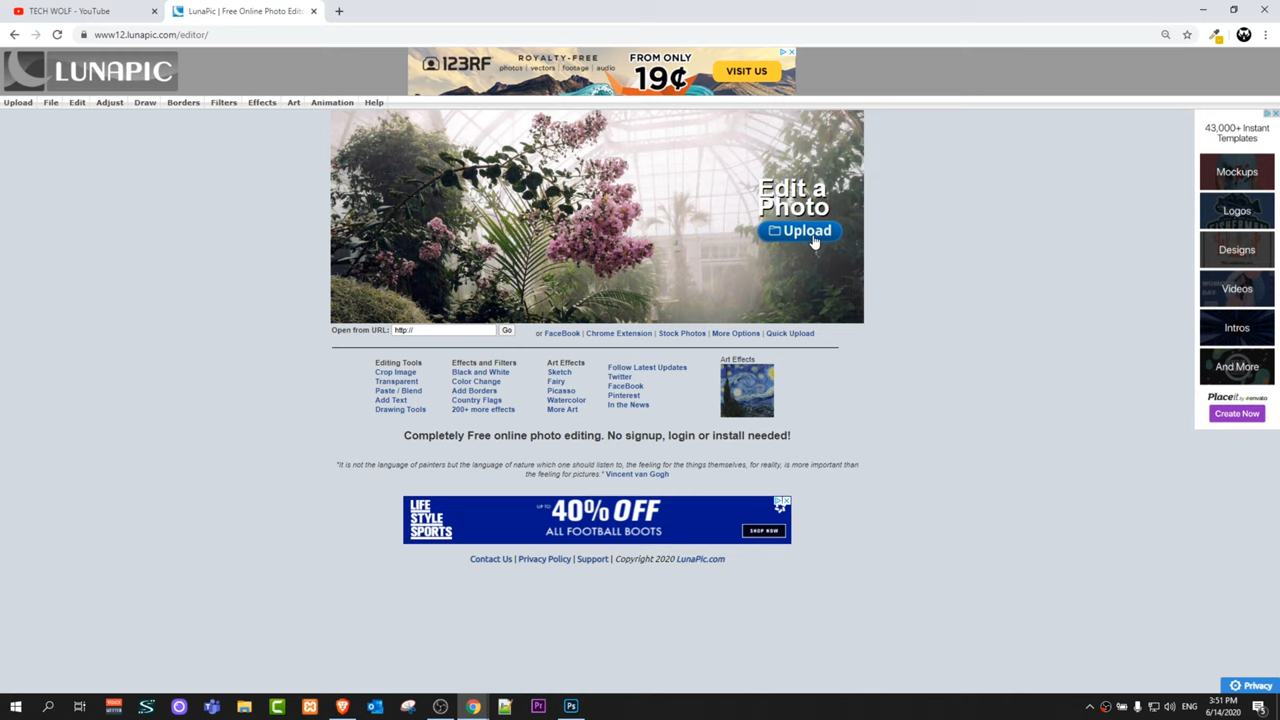 TECH WOLF - YouTube
LunaPic | Free Online Photo Edito
www12.lunapic.com/editor/
LUNAPIC
123RF
ROYALTY-FREE
photos | vectors | footage | audio
FROM ONLY
19¢
VISIT US
Upload File Edit Adjust Draw Borders Filters Effects Art Animation Help
Edit a
Photo
Upload
Open from URL: http:// Go
or FaceBook | Chrome Extension | Stock Photos | More Options | Quick Upload
Editing Tools
Crop Image
Transparent
Paste / Blend
Add Text
Drawing Tools
Effects and Filters
Black and White
Color Change
Add Borders
Country Flags
200+ more effects
Art Effects
Sketch
Fairy
Picasso
Watercolor
More Art
Follow Latest Updates
Twitter
FaceBook
Pinterest
In the News
Art Effects
Completely Free online photo editing. No signup, login or install needed!
"It is not the language of painters but the language of nature which one should listen to, the feeling for the things themselves, for reality, is more important than
the feeling for pictures." Vincent van Gogh
LIFE
STYLE
SPORTS
UP TO
40% OFF
ALL FOOTBALL BOOTS
SHOP NOW
Contact Us | Privacy Policy | Support | Copyright 2020 LunaPic.com
43,000+ Instant
Templates
Mockups
Logos
Designs
Videos
Intros
And More
Placeit by envato
Create Now
Privacy
ENG
3:51 PM
6/14/2020
5